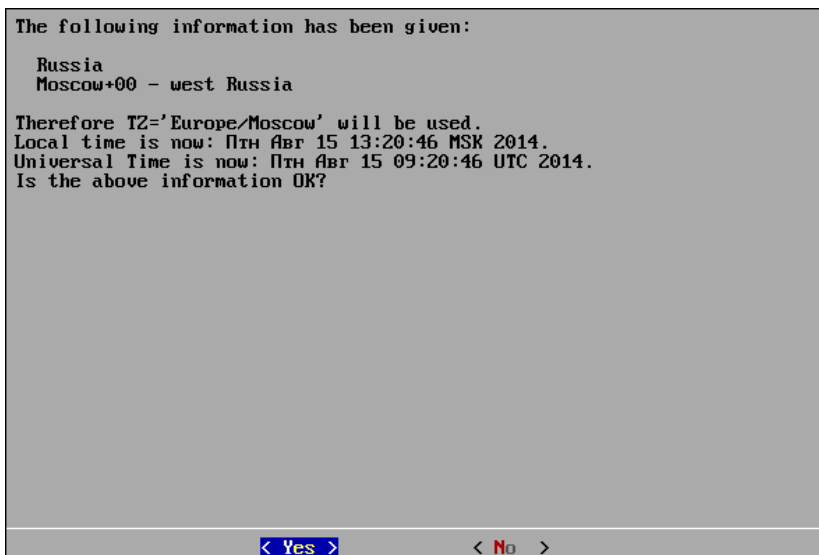 The following information has been given:
Russia
Moscow+00 - west Russia
Therefore TZ='Europe/Moscow' will be used.
Local time is now: Птн Авг 15 13:20:46 MSK 2014.
Universal Time is now: Птн Авг 15 09:20:46 UTC 2014.
Is the above information OK?
< Yes > < No >